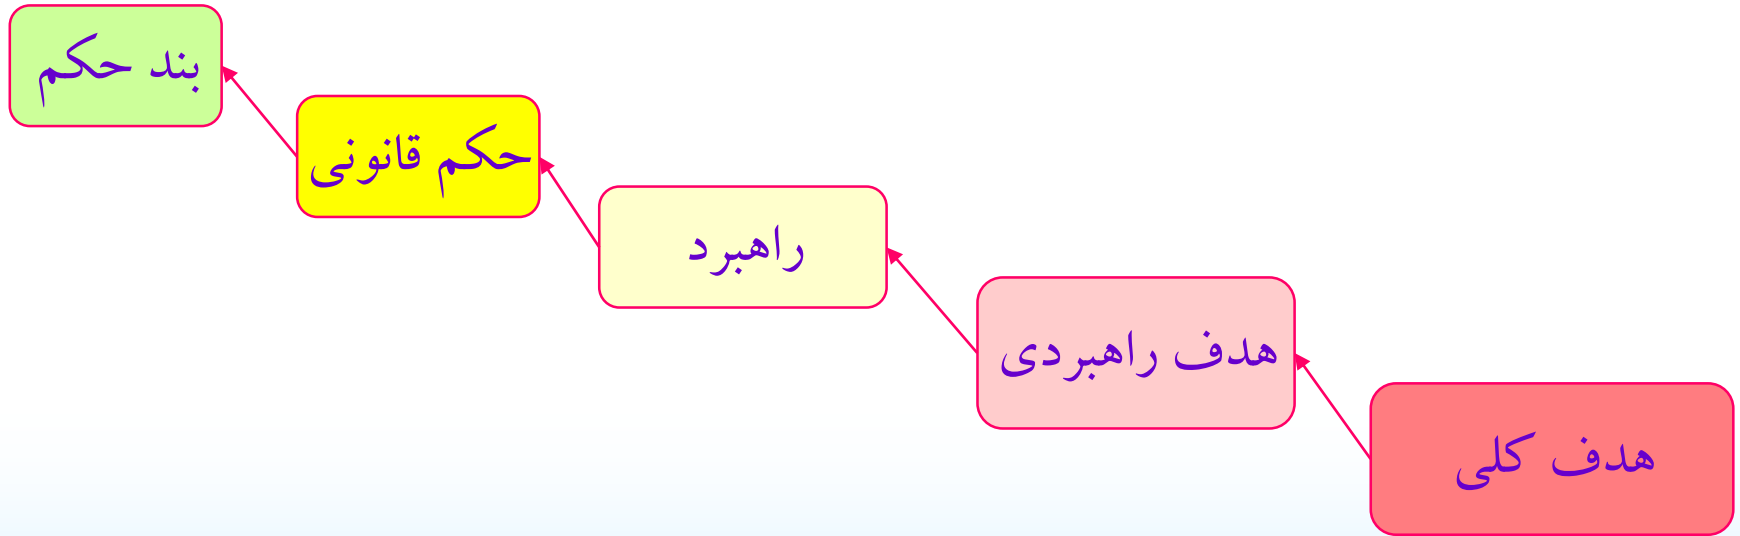 بند حکم
حکم قانونی
راهبرد
هدف راهبردی
هدف کلی